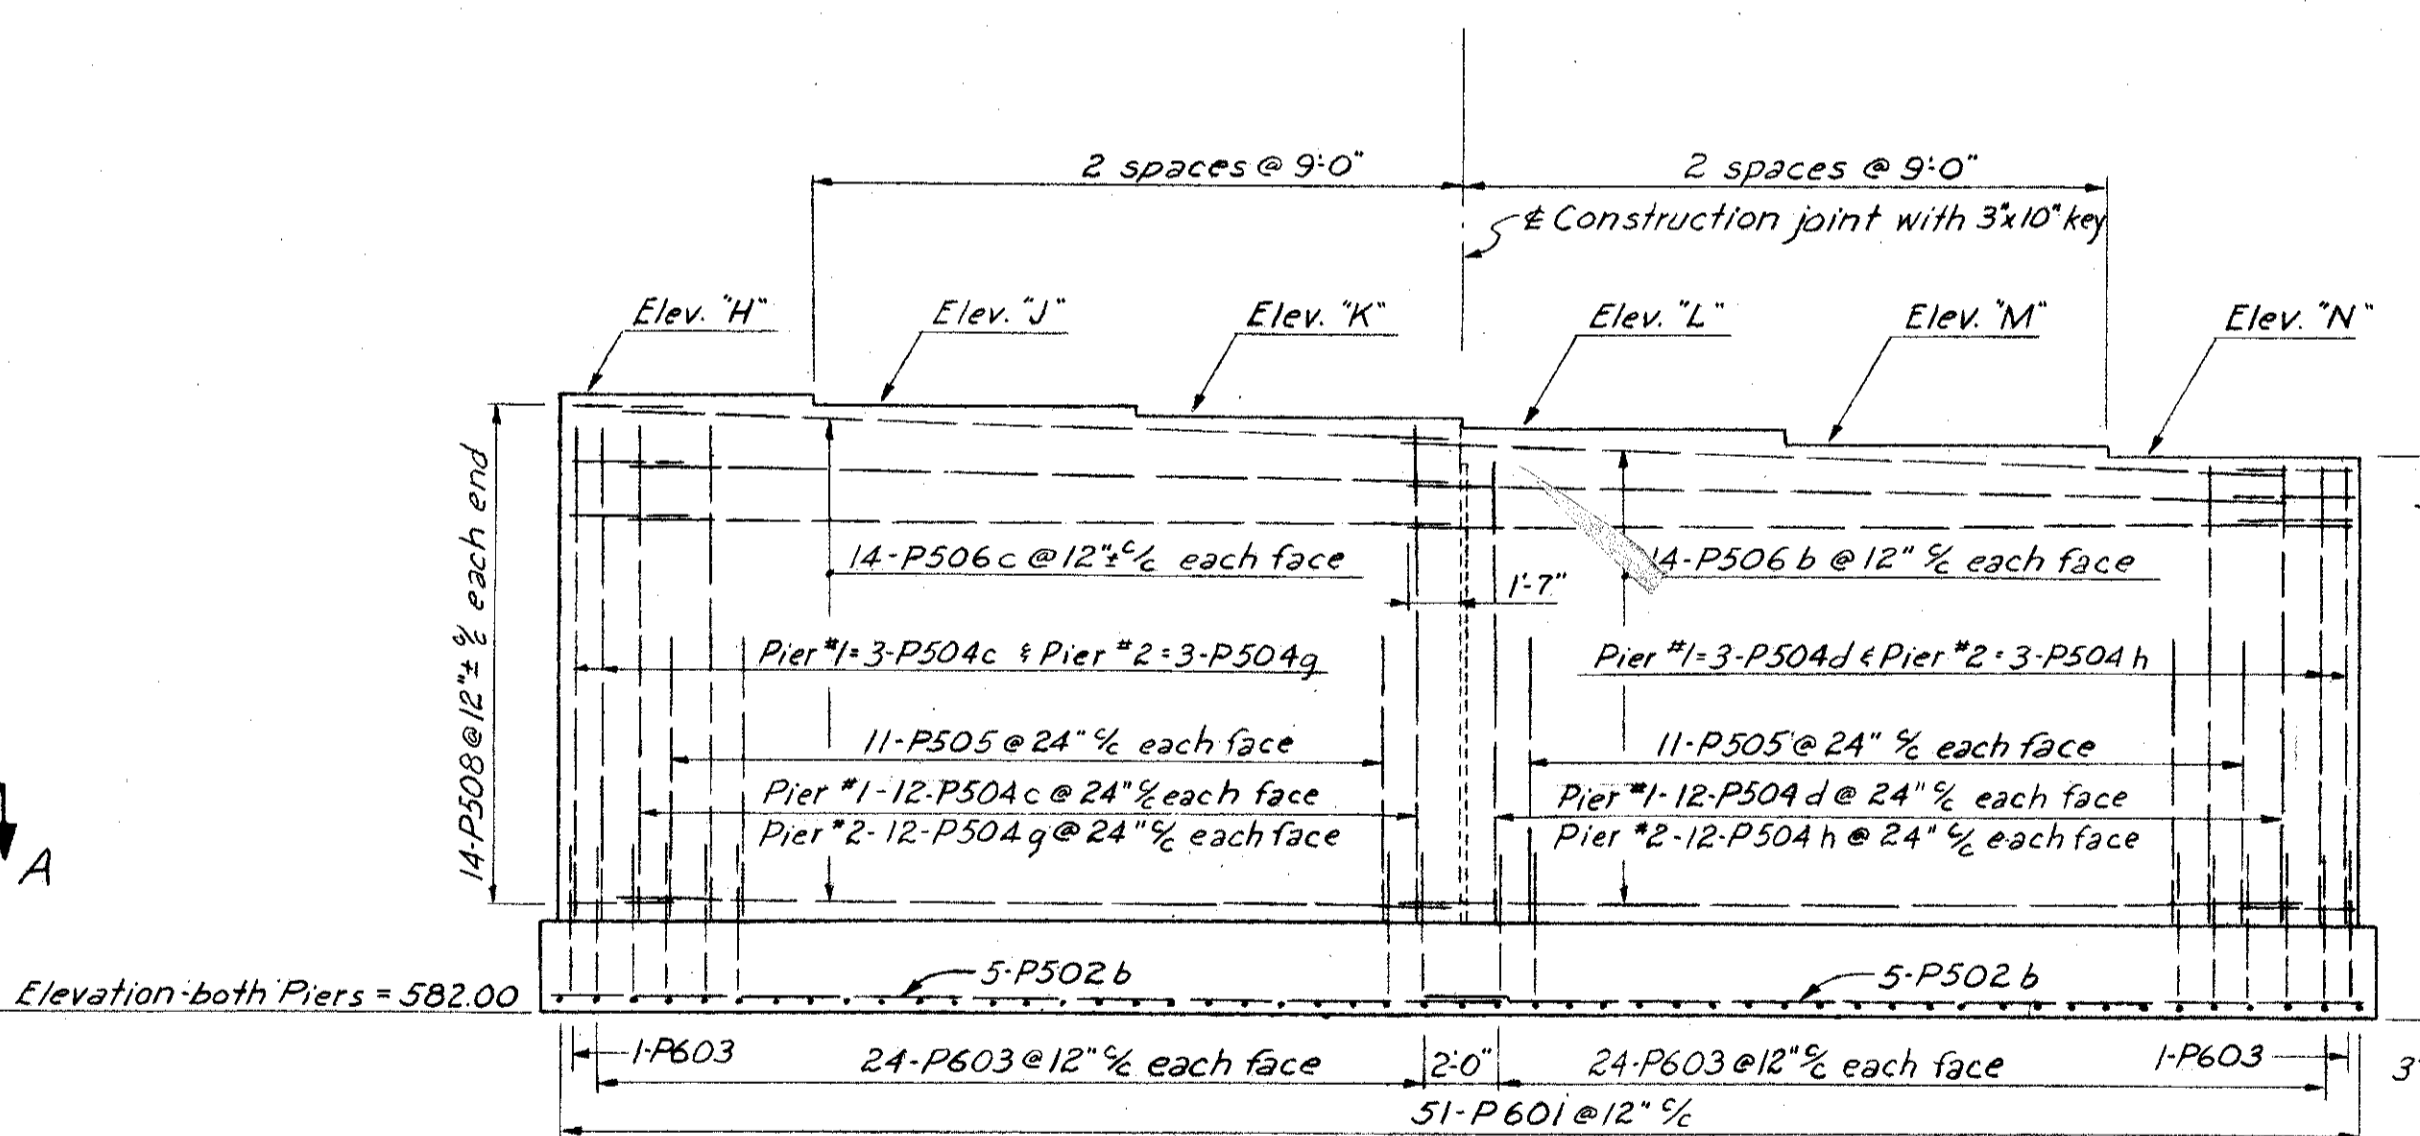 2 spaces @ 9'-0"
2 spaces @ 9'-0"
℄ Construction joint with 3"x10" key
Elev. "H"
Elev. "J"
Elev. "K"
Elev. "L"
Elev. "M"
Elev. "N"
14-P508@12"± c/c each end
14-P506c @12"± c/c each face
14-P506b @ 12" c/c each face
1'-7"
Pier #1=3-P504c & Pier #2=3-P504g
Pier #1=3-P504d & Pier #2=3-P504h
11-P505@24" c/c each face
11-P505@24" c/c each face
Pier #1-12-P504c@24" c/c each face
Pier #1-12-P504d@24" c/c each face
Pier #2-12-P504g@24" c/c each face
Pier #2-12-P504h@24" c/c each face
A
5-P502b
5-P502b
Elevation-both Piers = 582.00
1-P603
24-P603@12" c/c each face
2'-0"
24-P603@12" c/c each face
1-P603
51-P601@12" c/c